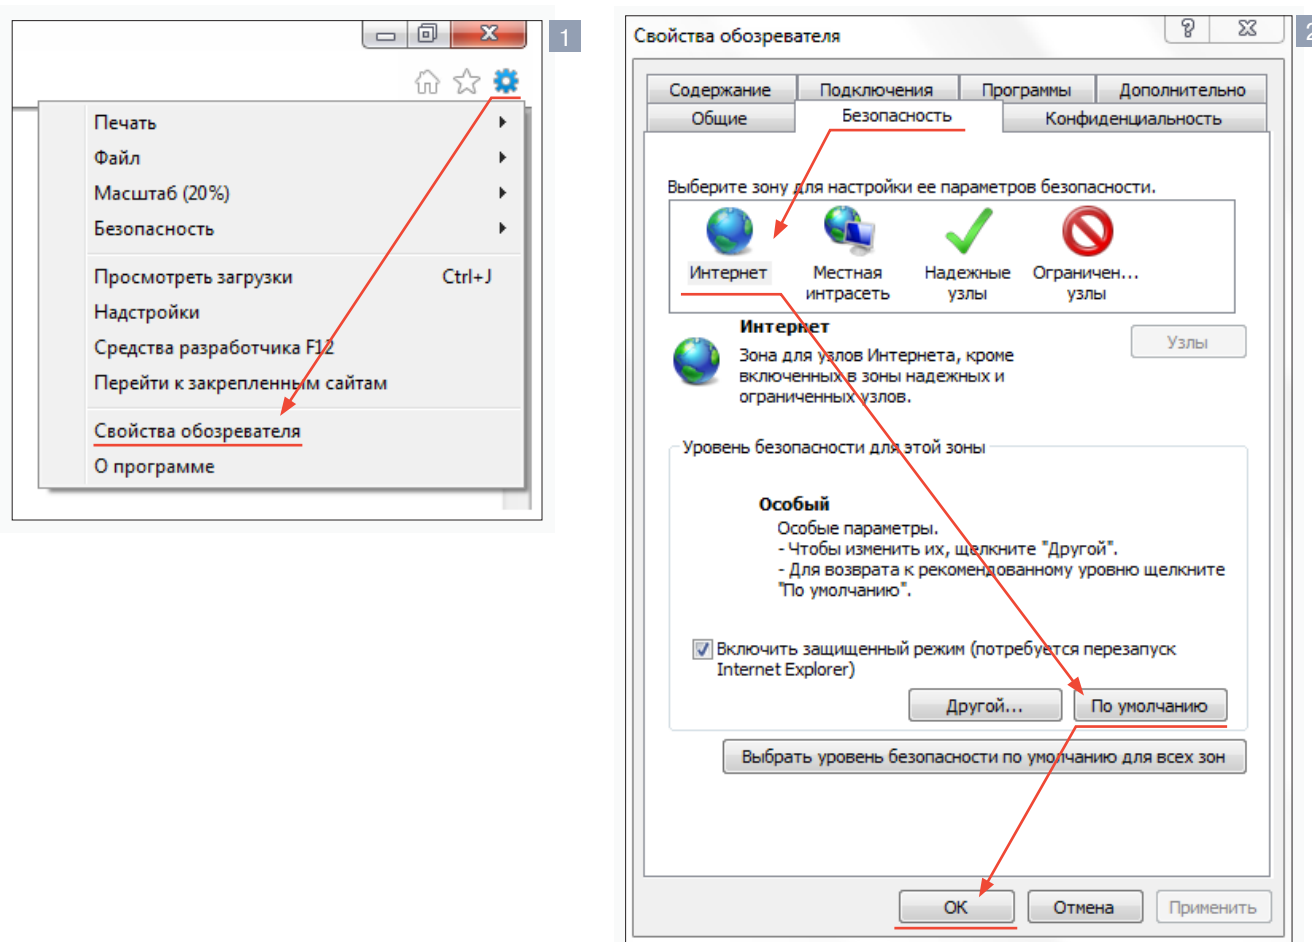 1
Печать
Файл
Масштаб (20%)
Безопасность
Просмотреть загрузки Ctrl+J
Надстройки
Средства разработчика F12
Перейти к закрепленным сайтам
Свойства обозревателя
О программе
2
Свойства обозревателя
Содержание Подключения Программы Дополнительно
Общие Безопасность Конфиденциальность
Выберите зону для настройки ее параметров безопасности.
Интернет Местная Надежные Ограничен...
интрасеть узлы узлы
Интернет
Узлы
Зона для узлов Интернета, кроме
включенных в зоны надежных и
ограниченных узлов.
Уровень безопасности для этой зоны
Особый
Особые параметры.
- Чтобы изменить их, щелкните "Другой".
- Для возврата к рекомендованному уровню щелкните
"По умолчанию".
Включить защищенный режим (потребуется перезапуск
Internet Explorer)
Другой... По умолчанию
Выбрать уровень безопасности по умолчанию для всех зон
ОК Отмена Применить